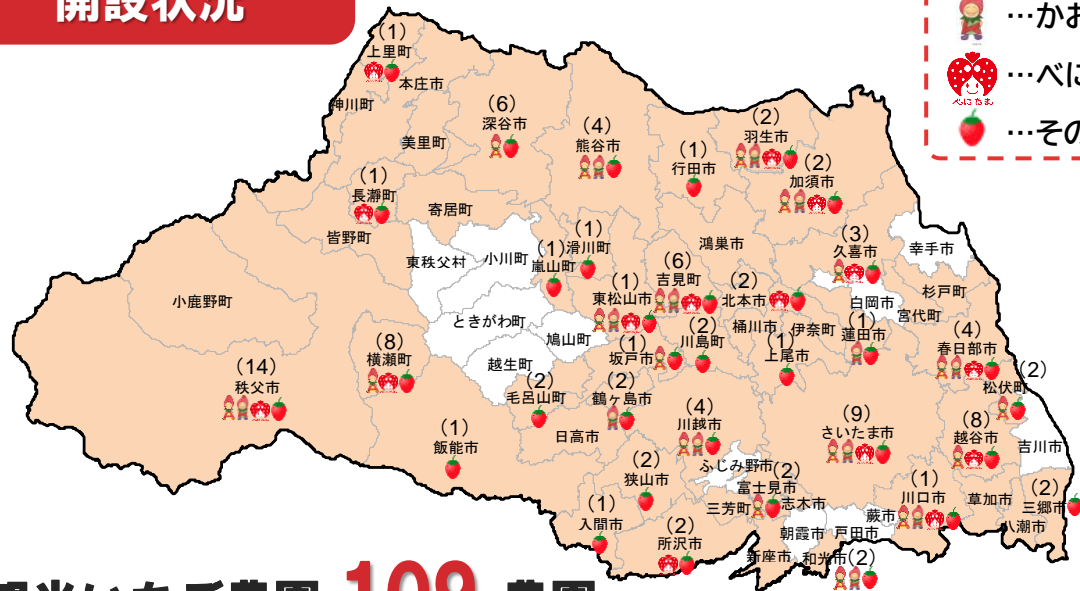 開設状況
…かお
…べに
べにたま
…その
(1)
上里町
本庄市
神川町
美里町
(6)
深谷市
(4)
熊谷市
(1)
行田市
(2)
羽生市
(2)
加須市
(1)
長瀞町
寄居町
皆野町
東秩父村
小川町
(1)
嵐山町
(1)
滑川町
鴻巣市
(3)
久喜市
幸手市
小鹿野町
(1)
東松山市
(6)
吉見町
(2)
北本市
白岡市
杉戸町
宮代町
ときがわ町
鳩山町
(1)
坂戸市
(2)
川島町
桶川市
伊奈町
(1)
蓮田市
(4)
春日部市
(1)
上尾市
(14)
秩父市
(8)
横瀬町
越生町
(2)
毛呂山町
(2)
鶴ヶ島市
(2)
松伏町
(1)
飯能市
日高市
(4)
川越市
(9)
さいたま市
(8)
越谷市
吉川市
(2)
狭山市
ふじみ野市
(2)
富士見市
三芳町
志木市
(1)
川口市
草加市
(2)
三郷市
八潮市
(1)
入間市
(2)
所沢市
朝霞市
戸田市
蕨市
新座市
和光市(2)